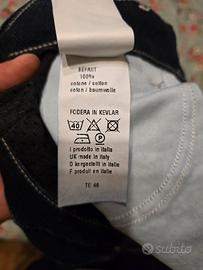 100%
cotone / cotton
coton / baumwolle
FODERA IN KEVLAR
40
I prodotto in Italia
UK made in Italy
D hergestellt in Italien
F produit en Italie
TG 46
subito